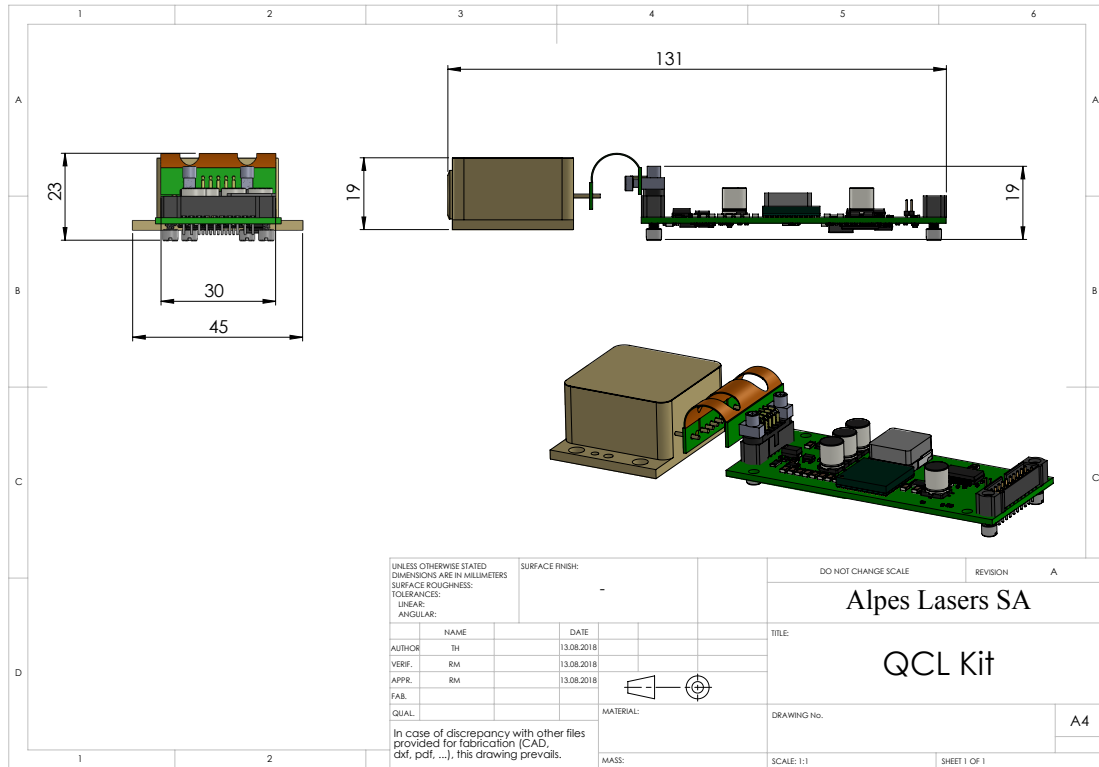 1 2 3 4 5 6
A A
131
23
19
19
30
45
B B
C C
D
UNLESS OTHERWISE STATED
DIMENSIONS ARE IN MILLIMETERS
SURFACE ROUGHNESS:
TOLERANCES:
LINEAR:
ANGULAR:
SURFACE FINISH:
-
DO NOT CHANGE SCALE
REVISION A
Alpes Lasers SA
NAME DATE
AUTHOR TH 13.08.2018
VERIF. RM 13.08.2018
APPR. RM 13.08.2018
FAB.
QUAL.
TITLE:
QCL Kit
In case of discrepancy with other files
provided for fabrication (CAD,
dxf, pdf, ...), this drawing prevails.
MATERIAL:
MASS:
DRAWING No.
A4
SCALE: 1:1
SHEET 1 OF 1
1 2